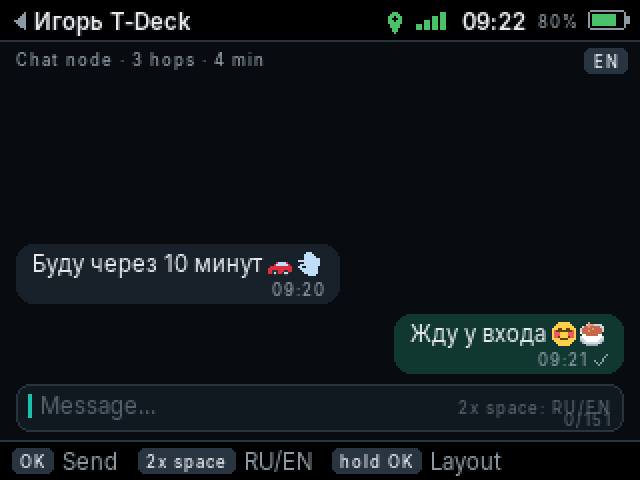 Игорь T-Deck 09:22 80%
Chat node · 3 hops · 4 min EN
Буду через 10 минут 🚗💨
09:20
Жду у входа 😊☕
09:21 ✓
Message... 2x space: RU/EN
0/151
OK Send 2x space RU/EN hold OK Layout